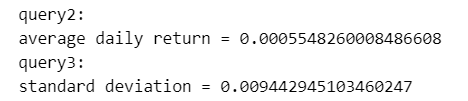 query2:
average daily return = 0.0005548260008486608
query3:
standard deviation = 0.009442945103460247